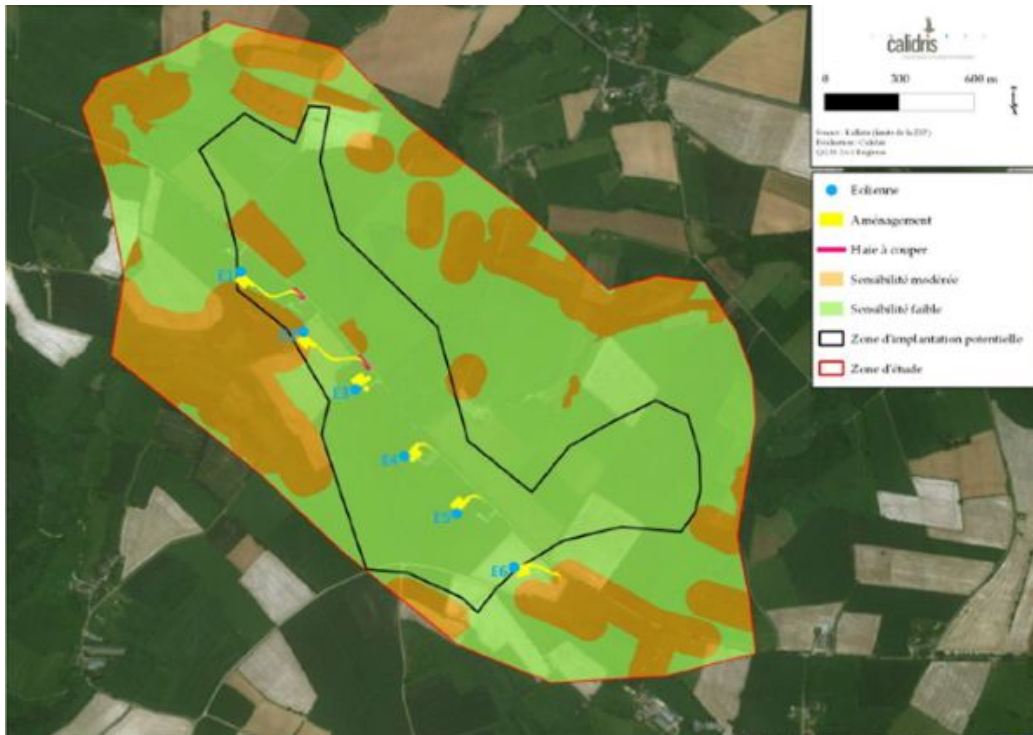 calidris
0 300 600 m
Eolienne
Aménagement
Haie à couper
Sensibilité modérée
Sensibilité faible
Zone d'implantation potentielle
Zone d'étude
E1
E2
E3
E4
E5
E6